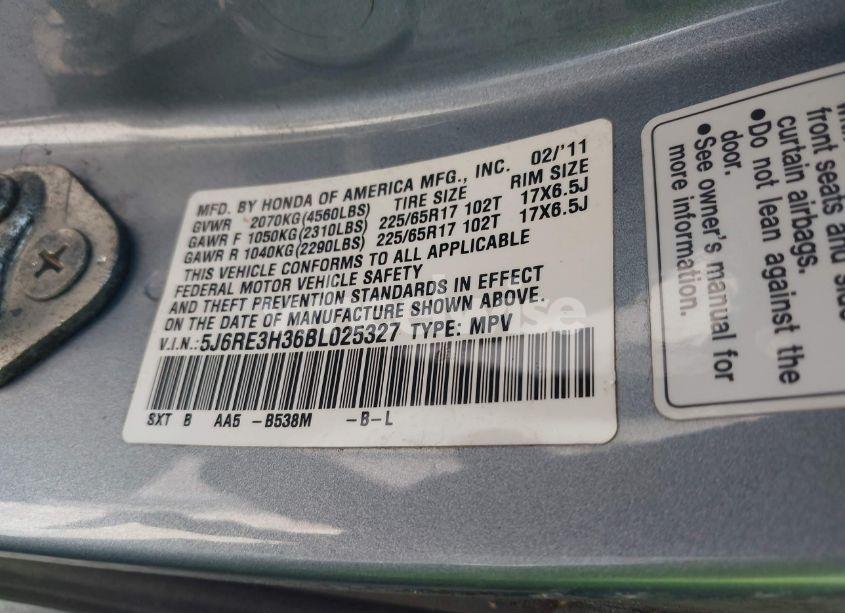 MFD. BY HONDA OF AMERICA MFG., INC. 02/'11
GVWR 2070KG(4560LBS) TIRE SIZE RIM SIZE
GAWR F 1050KG(2310LBS) 225/65R17 102T 17X6.5J
GAWR R 1040KG(2290LBS) 225/65R17 102T 17X6.5J
THIS VEHICLE CONFORMS TO ALL APPLICABLE
FEDERAL MOTOR VEHICLE SAFETY
AND THEFT PREVENTION STANDARDS IN EFFECT
ON THE DATE OF MANUFACTURE SHOWN ABOVE.
V.I.N.:5J6RE3H36BL025327 TYPE: MPV
SXT B AA5 -B538M -B-L
front seats and side
curtain airbags.
•Do not lean against the
door.
•See owner's manual for
more information.